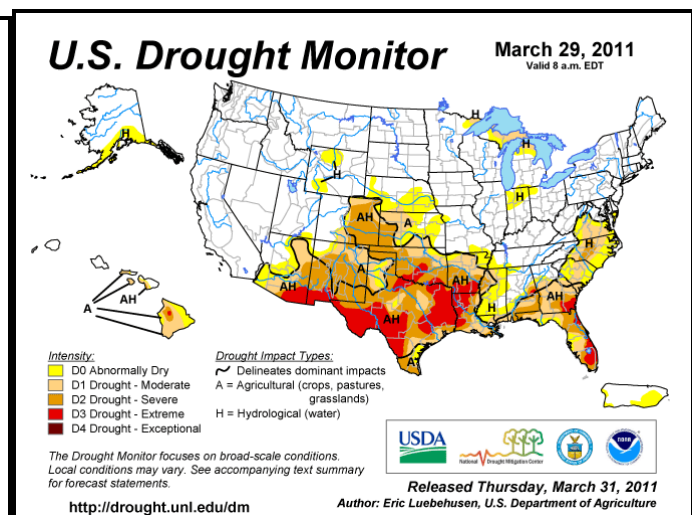 U.S. Drought Monitor
March 29, 2011
Valid 8 a.m. EDT
H
H
H
H
H
H
AH
A
A
AH
AH
AH
H
AH
A
AH
A
Intensity:
D0 Abnormally Dry
D1 Drought - Moderate
D2 Drought - Severe
D3 Drought - Extreme
D4 Drought - Exceptional
Drought Impact Types:
Delineates dominant impacts
A = Agricultural (crops, pastures,
grasslands)
H = Hydrological (water)
The Drought Monitor focuses on broad-scale conditions.
Local conditions may vary. See accompanying text summary
for forecast statements.
http://drought.unl.edu/dm
USDA
National Drought Mitigation Center
NOAA
Released Thursday, March 31, 2011
Author: Eric Luebehusen, U.S. Department of Agriculture